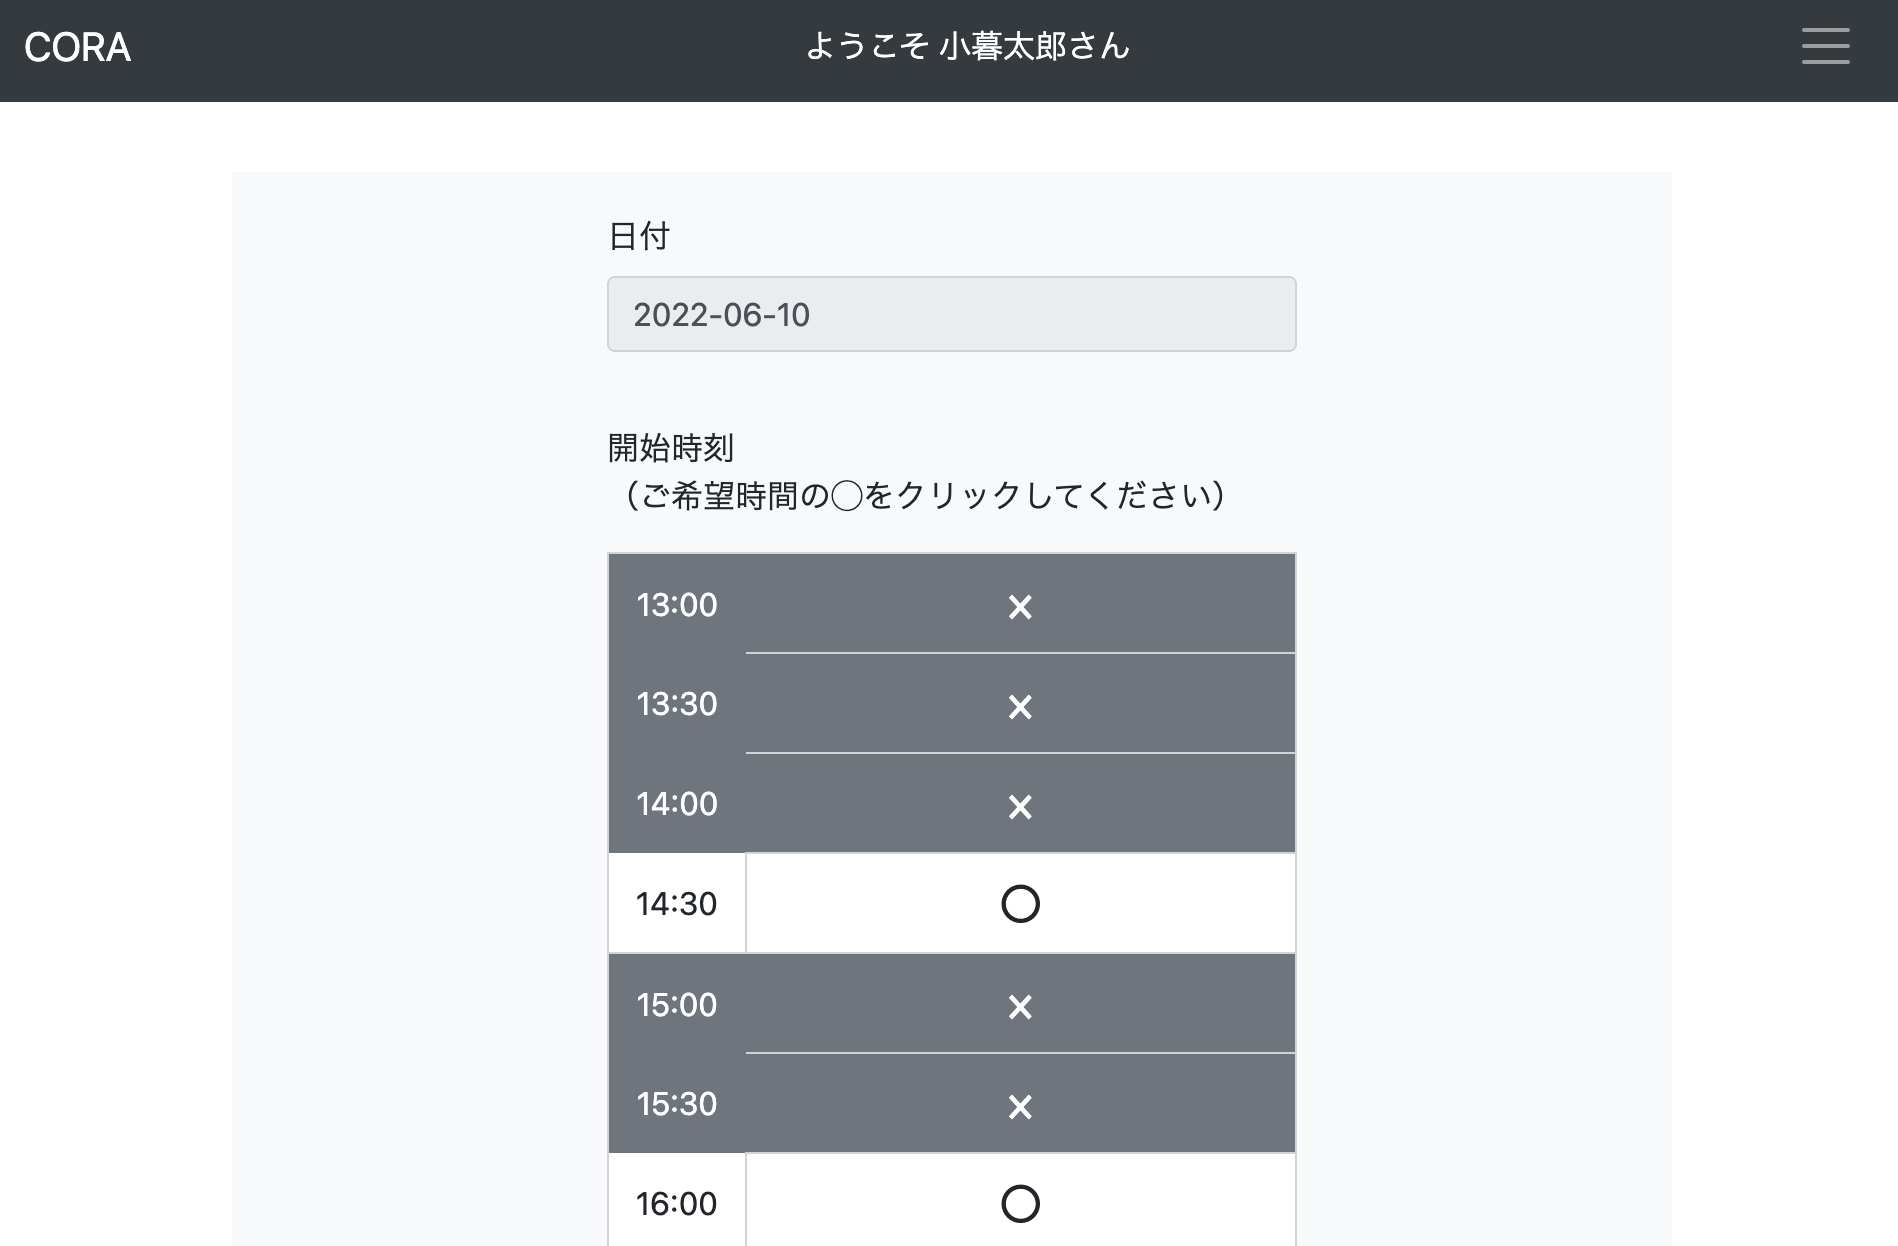 CORA
ようこそ 小暮太郎さん
日付
2022-06-10
開始時刻
（ご希望時間の◯をクリックしてください）
13:00 ×
13:30 ×
14:00 ×
14:30 ◯
15:00 ×
15:30 ×
16:00 ◯